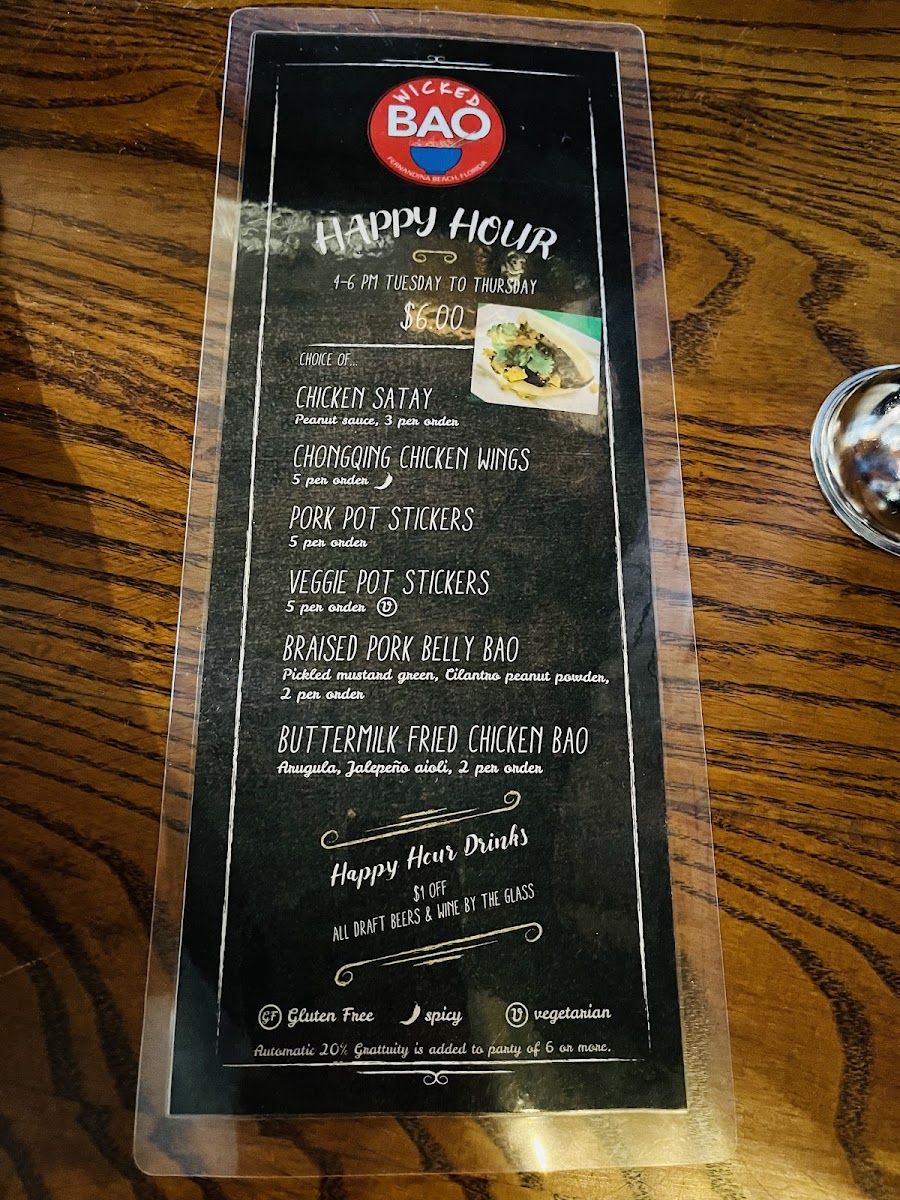 WICKED
BAO
FERNANDINA BEACH, FLORIDA
HAPPY HOUR
4-6 PM TUESDAY TO THURSDAY
$6.00
CHOICE OF...
CHICKEN SATAY
Peanut sauce, 3 per order
CHONGQING CHICKEN WINGS
5 per order
PORK POT STICKERS
5 per order
VEGGIE POT STICKERS
5 per order V
BRAISED PORK BELLY BAO
Pickled mustard green, Cilantro peanut powder,
2 per order
BUTTERMILK FRIED CHICKEN BAO
Arugula, Jalepeño aioli, 2 per order
Happy Hour Drinks
$1 OFF
ALL DRAFT BEERS & WINE BY THE GLASS
GF Gluten Free spicy V vegetarian
Automatic 20% Grattuity is added to party of 6 or more.